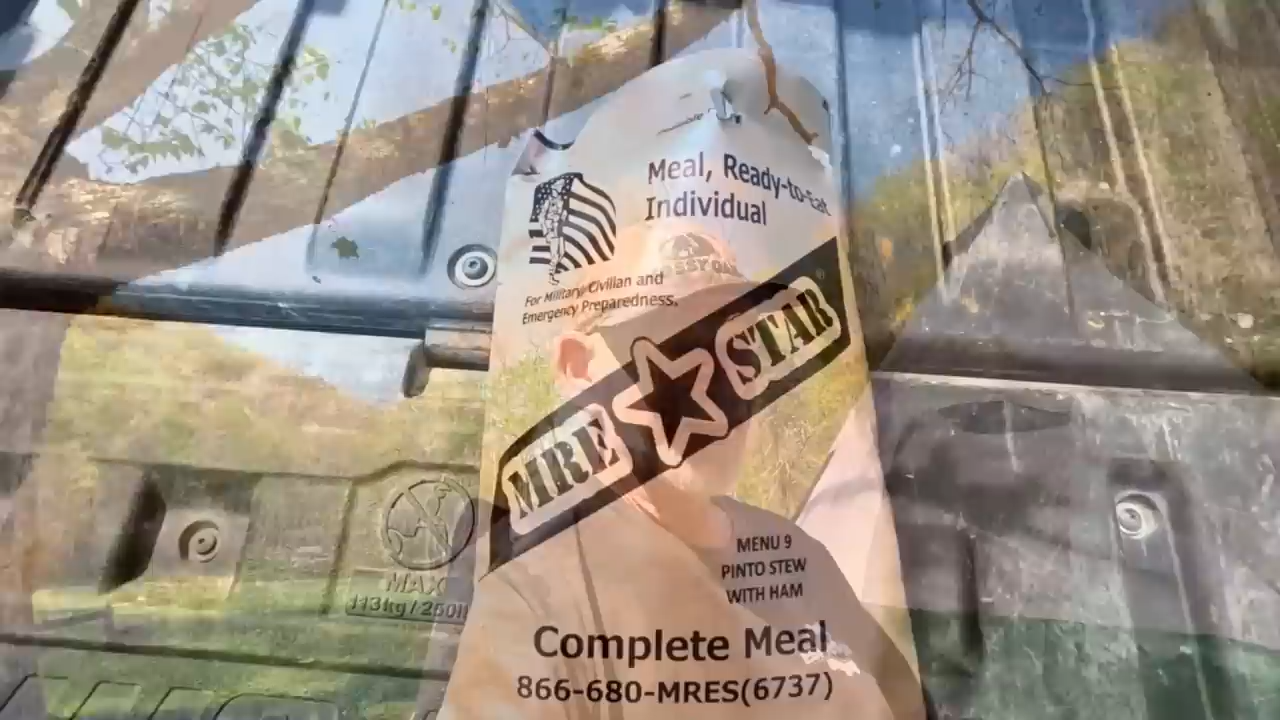 Meal, Ready-to-Eat
Individual
For Military, Civilian and
Emergency Preparedness.
MRE STAR
®
MENU 9
PINTO STEW
WITH HAM
Complete Meal
866-680-MRES(6737)
MAX
113kg/250lb